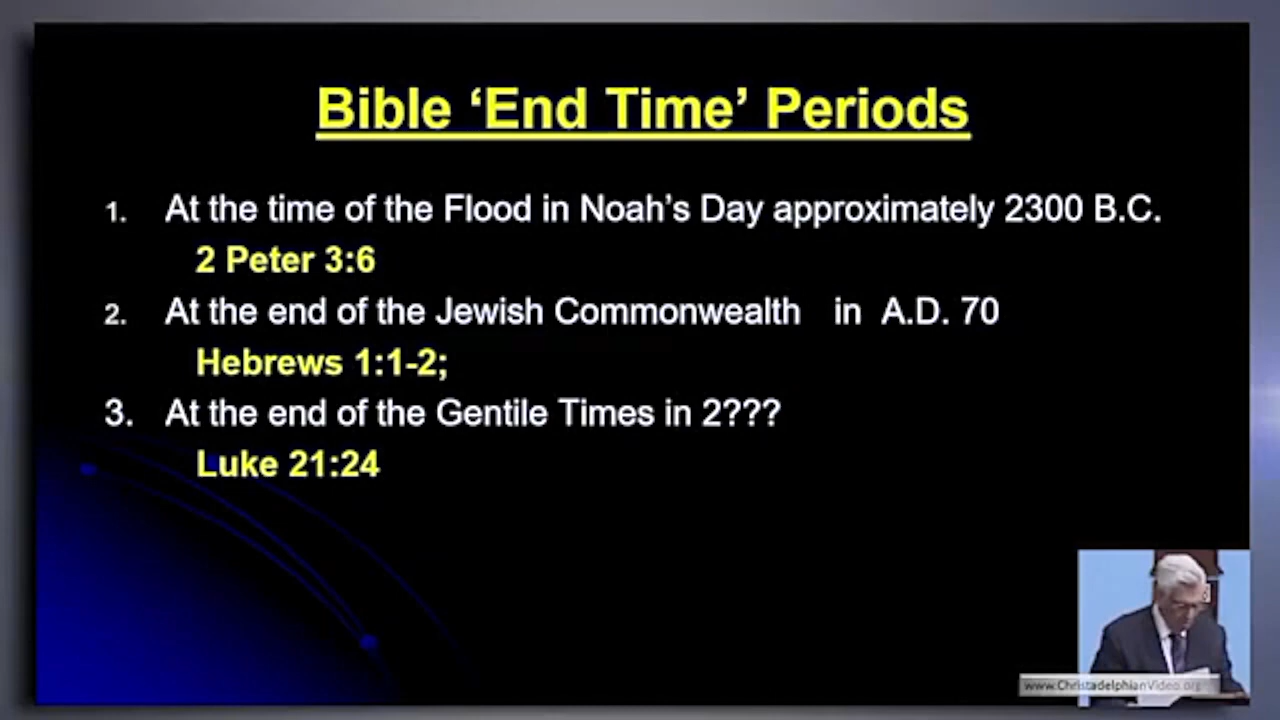 Bible ‘End Time’ Periods
1. At the time of the Flood in Noah’s Day approximately 2300 B.C.
2 Peter 3:6
2. At the end of the Jewish Commonwealth in A.D. 70
Hebrews 1:1-2;
3. At the end of the Gentile Times in 2???
Luke 21:24
www.ChristadelphianVideo.org